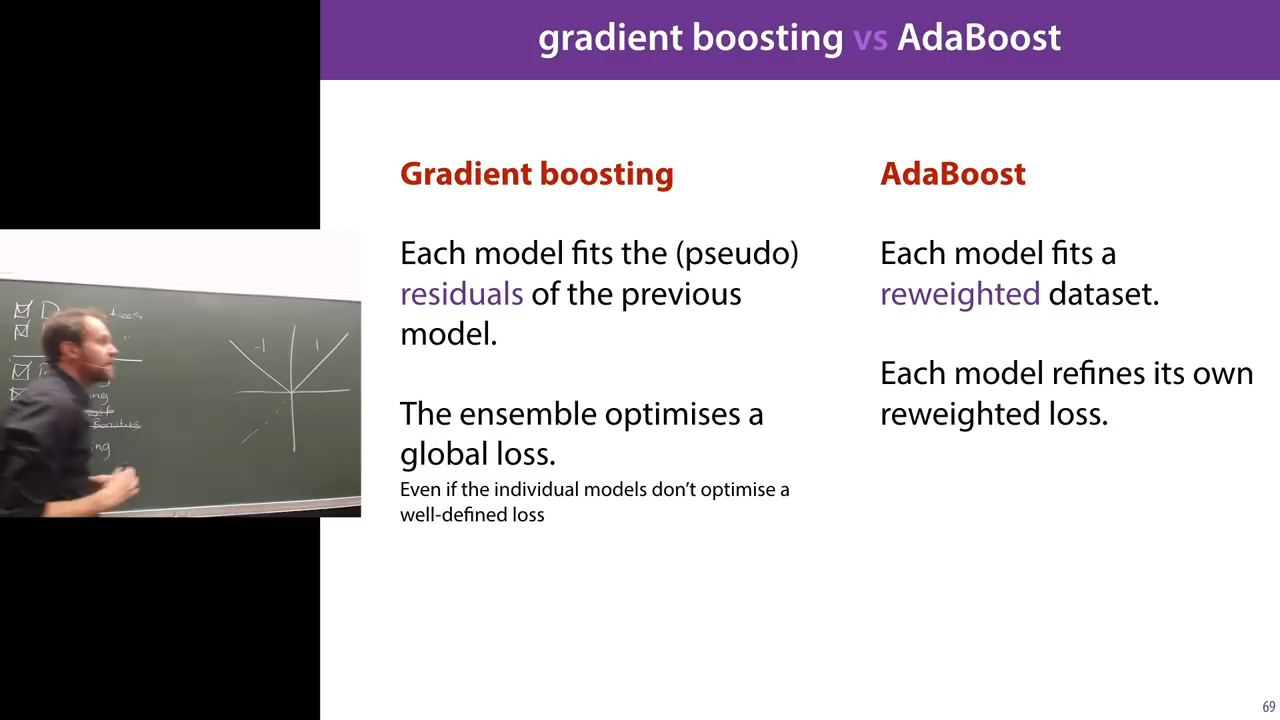 gradient boosting vs AdaBoost
Gradient boosting
Each model fits the (pseudo)
residuals of the previous
model.
The ensemble optimises a
global loss.
Even if the individual models don’t optimise a
well-defined loss
AdaBoost
Each model fits a
reweighted dataset.
Each model refines its own
reweighted loss.
-1
1
69